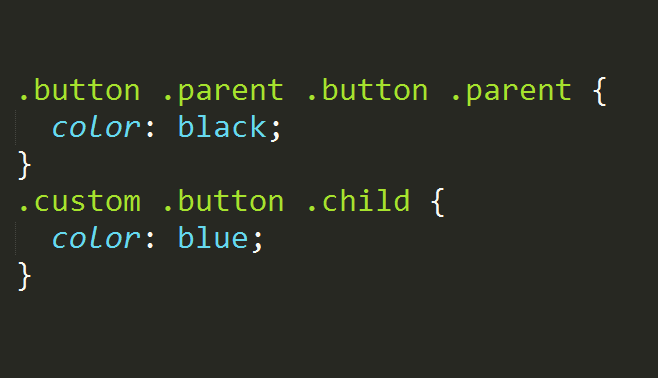 .button .parent .button .parent {
  color: black;
}
.custom .button .child {
  color: blue;
}